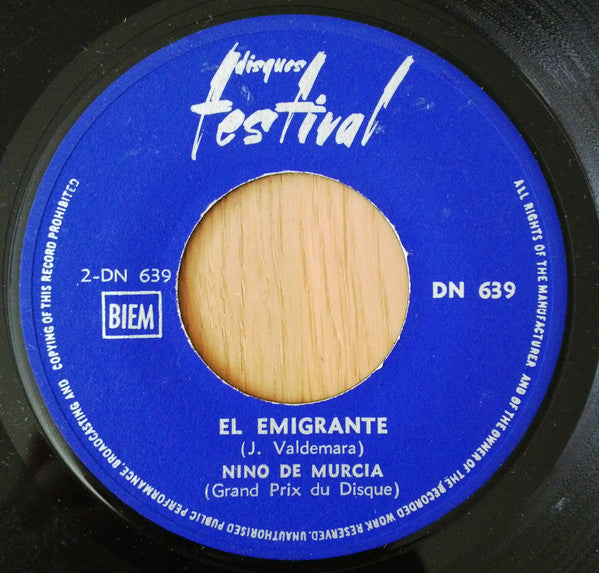 disques
festival
2-DN 639
BIEM
DN 639
EL EMIGRANTE
(J. Valdemara)
NINO DE MURCIA
(Grand Prix du Disque)
ALL RIGHTS OF THE MANUFACTURER AND OF THE OWNER OF THE RECORDED WORK RESERVED. UNAUTHORISED PUBLIC PERFORMANCE. BROADCASTING AND COPYING OF THIS RECORD PROHIBITED